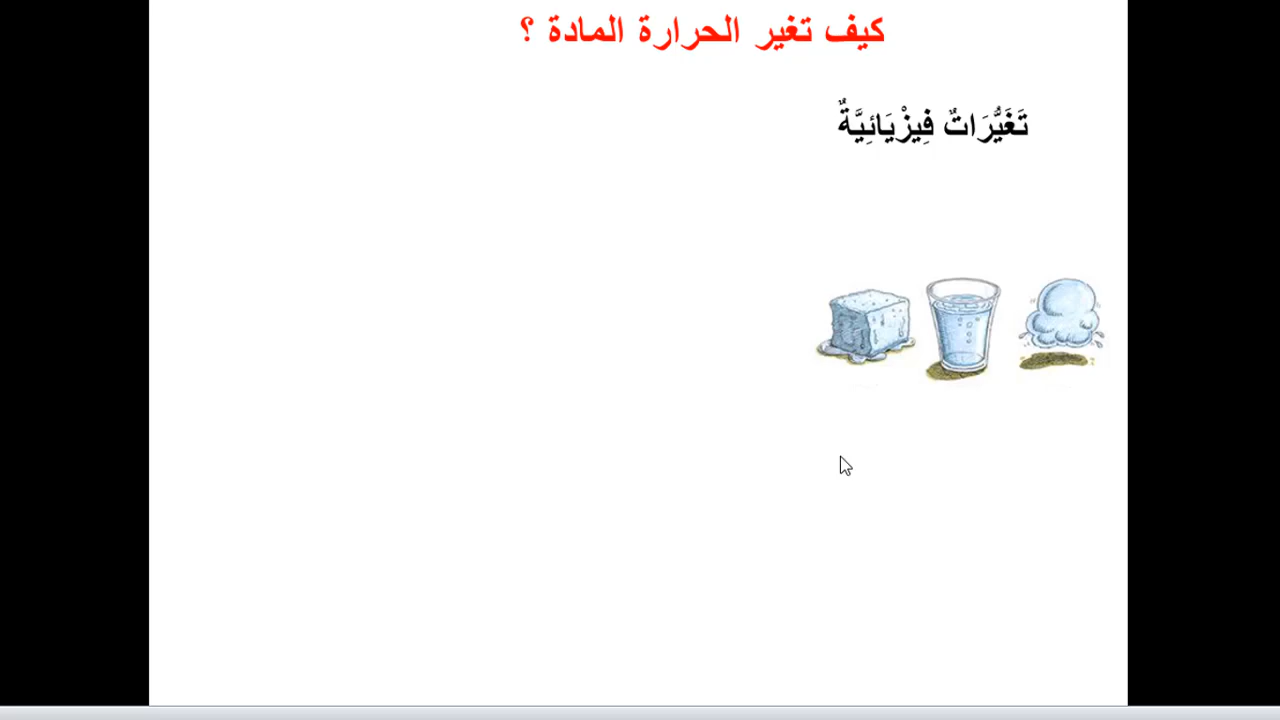 كيف تغير الحرارة المادة ؟
تَغَيُّرَاتٌ فِيزْيَائِيَّةٌ